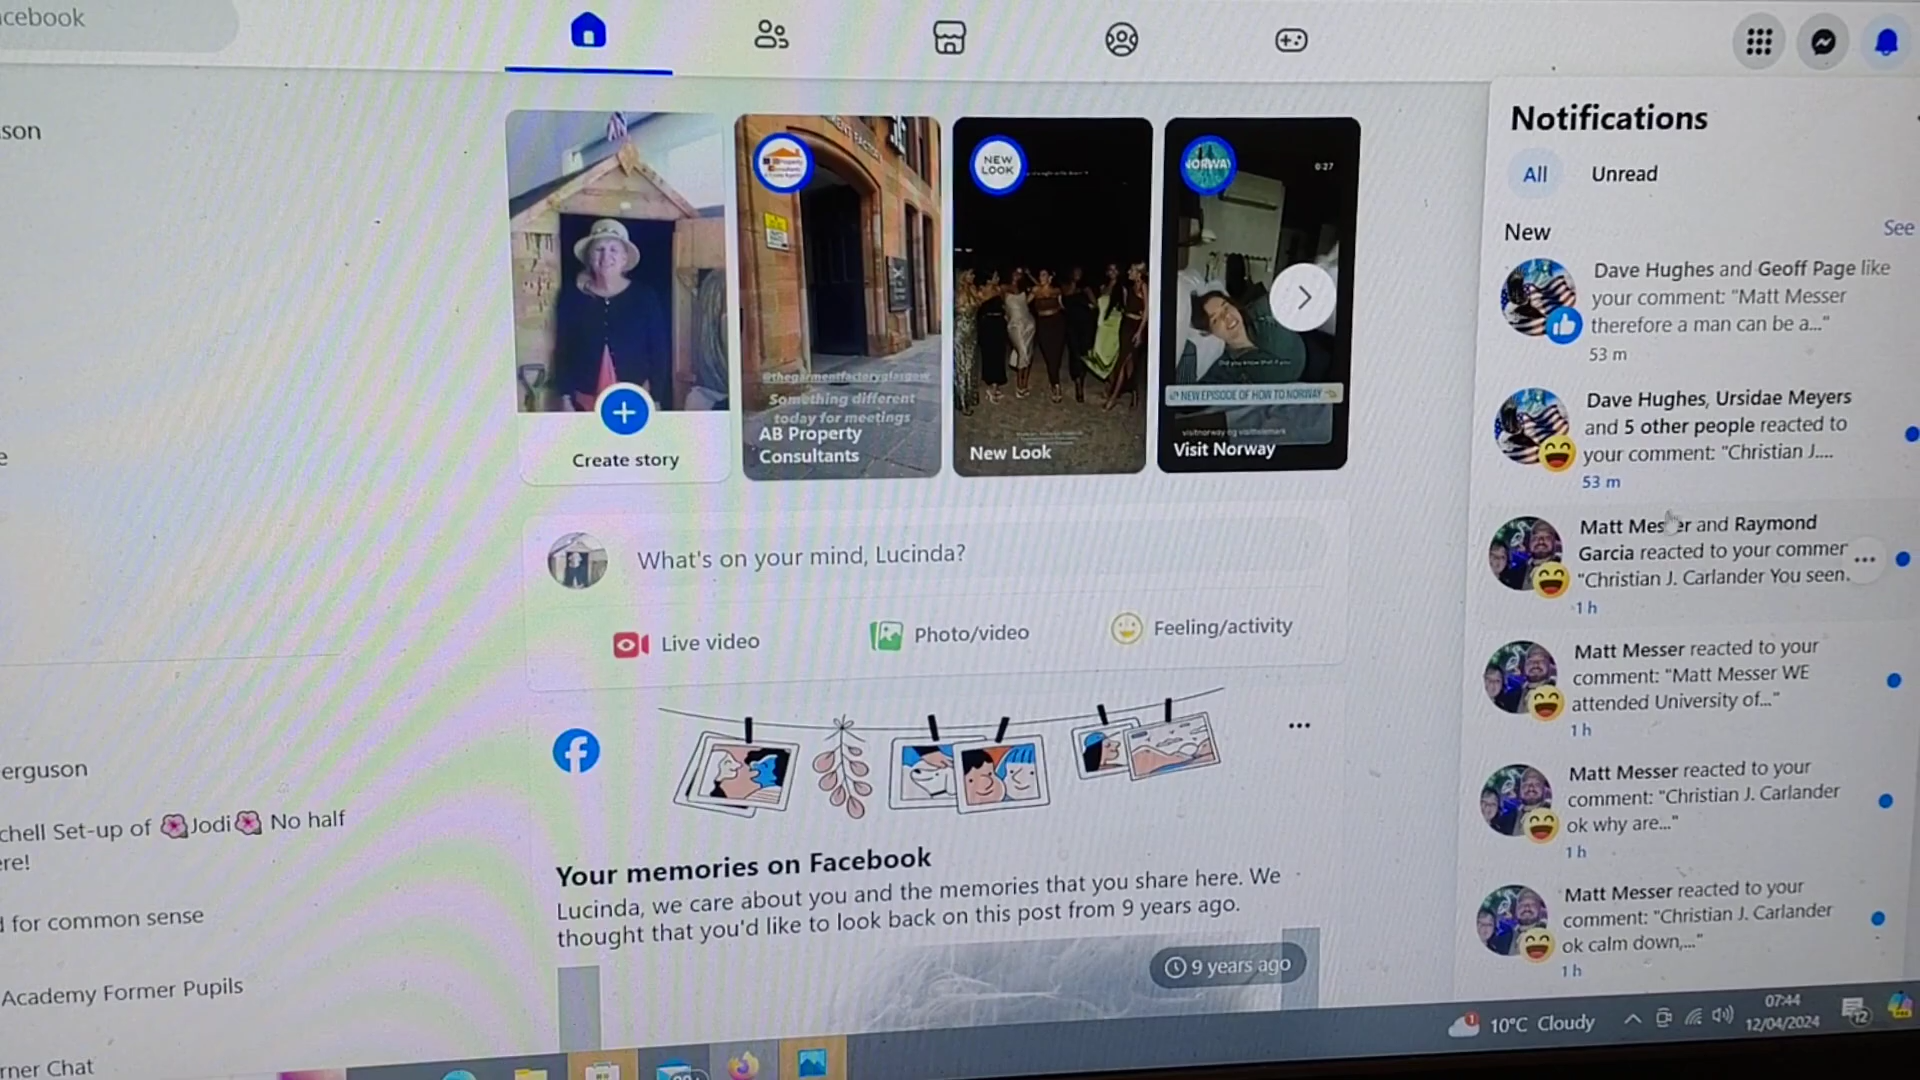 acebook
son
e
erguson
chell Set-up of 🌸Jodi🌸 No half
ere!
d for common sense
Academy Former Pupils
rner Chat
@thegarmentfactoryglasgow
Something different
today for meetings
AB Property
Consultants
Create story
NEW
LOOK
New Look
NORWAY
0:27
NEW EPISODE OF HOW TO NORWAY
Visit Norway
What's on your mind, Lucinda?
Live video
Photo/video
Feeling/activity
Your memories on Facebook
Lucinda, we care about you and the memories that you share here. We
thought that you'd like to look back on this post from 9 years ago.
9 years ago
Notifications
All
Unread
New
See
Dave Hughes and Geoff Page like
your comment: "Matt Messer
therefore a man can be a..."
53 m
Dave Hughes, Ursidae Meyers
and 5 other people reacted to
your comment: "Christian J....
53 m
Matt Messer and Raymond
Garcia reacted to your commen
"Christian J. Carlander You seen.
1 h
Matt Messer reacted to your
comment: "Matt Messer WE
attended University of..."
1 h
Matt Messer reacted to your
comment: "Christian J. Carlander
ok why are..."
1 h
Matt Messer reacted to your
comment: "Christian J. Carlander
ok calm down,..."
1 h
1
10°C Cloudy
07:44
12/04/2024
12